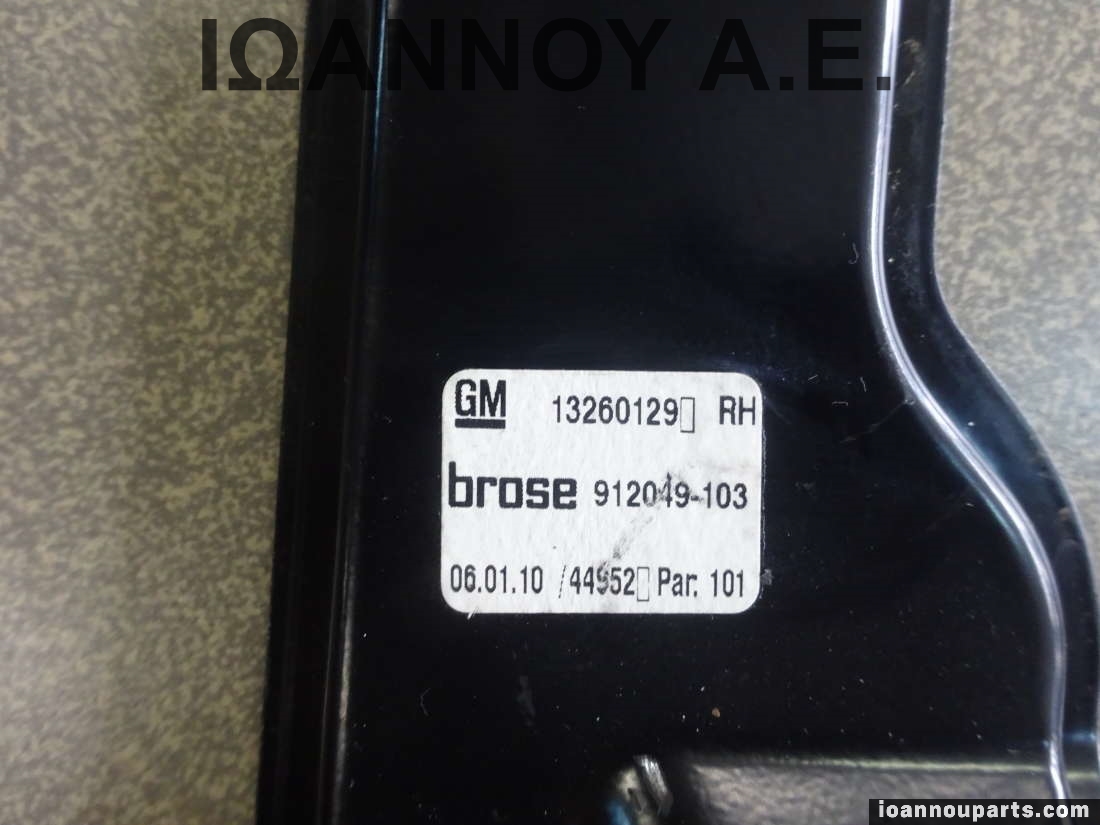 ΙΩΑΝΝΟΥ Α.Ε.
GM 13260129▯ RH
brose 912049-103
06.01.10 /44952▯ Par. 101
ioannouparts.com